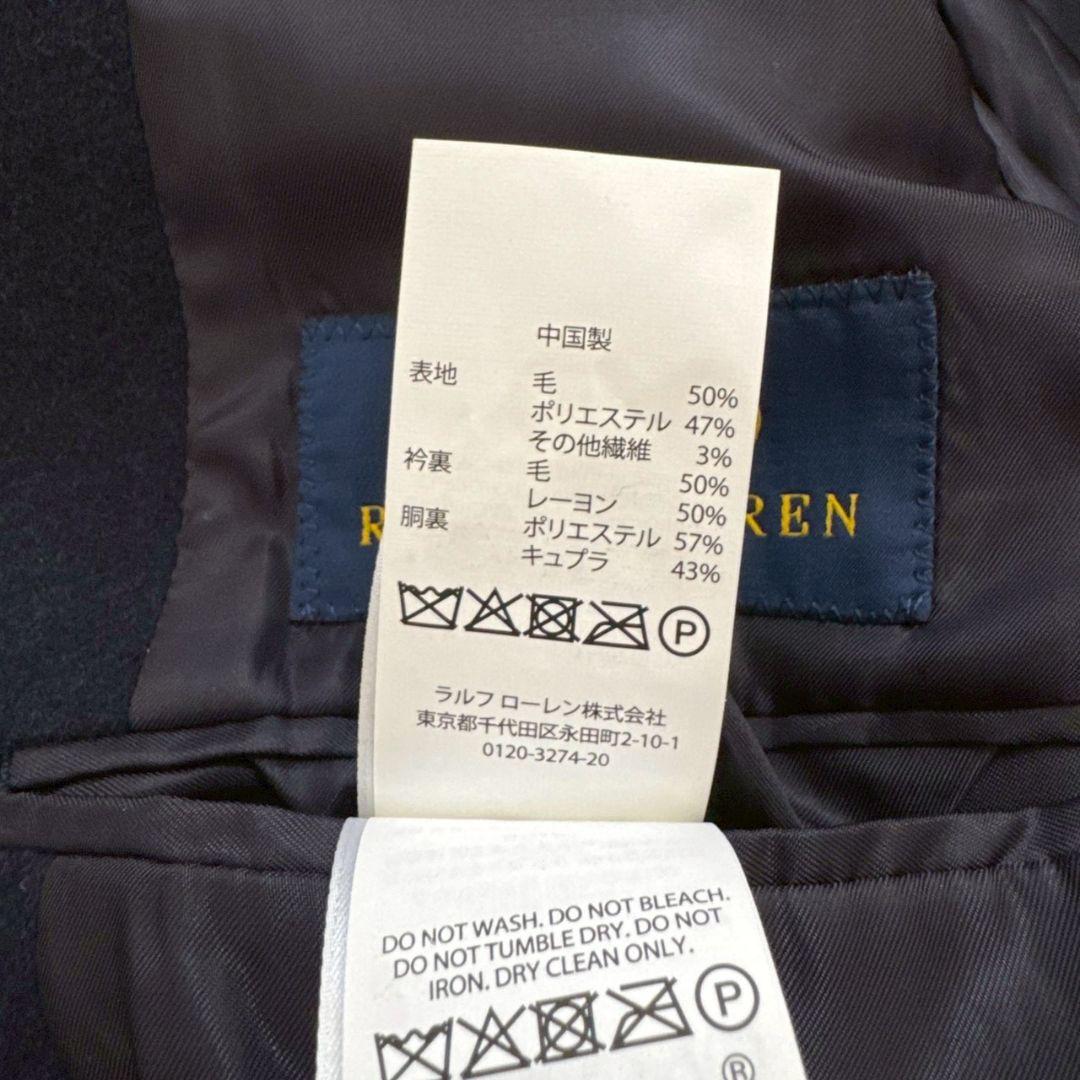 中国製
表地 毛 50%
ポリエステル 47%
その他繊維 3%
衿裏 毛 50%
レーヨン 50%
胴裏 ポリエステル 57%
キュプラ 43%
P
REN
ラルフ ローレン株式会社
東京都千代田区永田町2-10-1
0120-3274-20
DO NOT WASH. DO NOT BLEACH.
DO NOT TUMBLE DRY. DO NOT
IRON. DRY CLEAN ONLY.
P
®